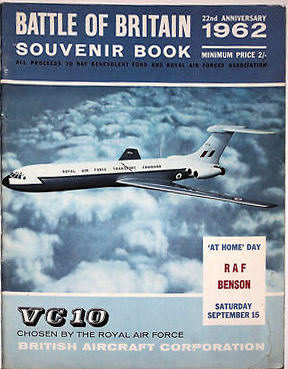 BATTLE OF BRITAIN
SOUVENIR BOOK
22nd ANNIVERSARY
1962
MINIMUM PRICE 2/-
ALL PROCEEDS TO RAF BENEVOLENT FUND AND ROYAL AIR FORCES ASSOCIATION
ROYAL AIR FORCE TRANSPORT COMMAND
'AT HOME' DAY
RAF
BENSON
SATURDAY
SEPTEMBER 15
VC10
CHOSEN BY THE ROYAL AIR FORCE
BRITISH AIRCRAFT CORPORATION